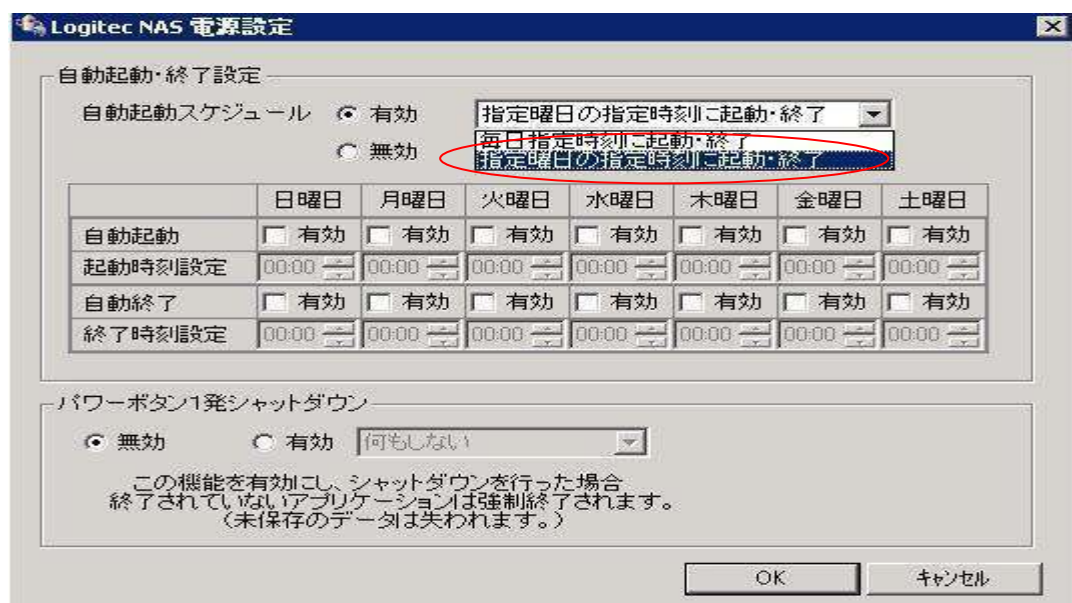 Logitec NAS 電源設定
自動起動・終了設定
自動起動スケジュール 有効 指定曜日の指定時刻に起動・終了
毎日指定時刻に起動・終了
無効 指定曜日の指定時刻に起動・終了
日曜日 月曜日 火曜日 水曜日 木曜日 金曜日 土曜日
自動起動 有効 有効 有効 有効 有効 有効 有効
起動時刻設定 00:00 00:00 00:00 00:00 00:00 00:00 00:00
自動終了 有効 有効 有効 有効 有効 有効 有効
終了時刻設定 00:00 00:00 00:00 00:00 00:00 00:00 00:00
パワーボタン1発シャットダウン
無効 有効 何もしない
この機能を有効にし、シャットダウンを行った場合
終了されていないアプリケーションは強制終了されます。
(未保存のデータは失われます。)
OK キャンセル